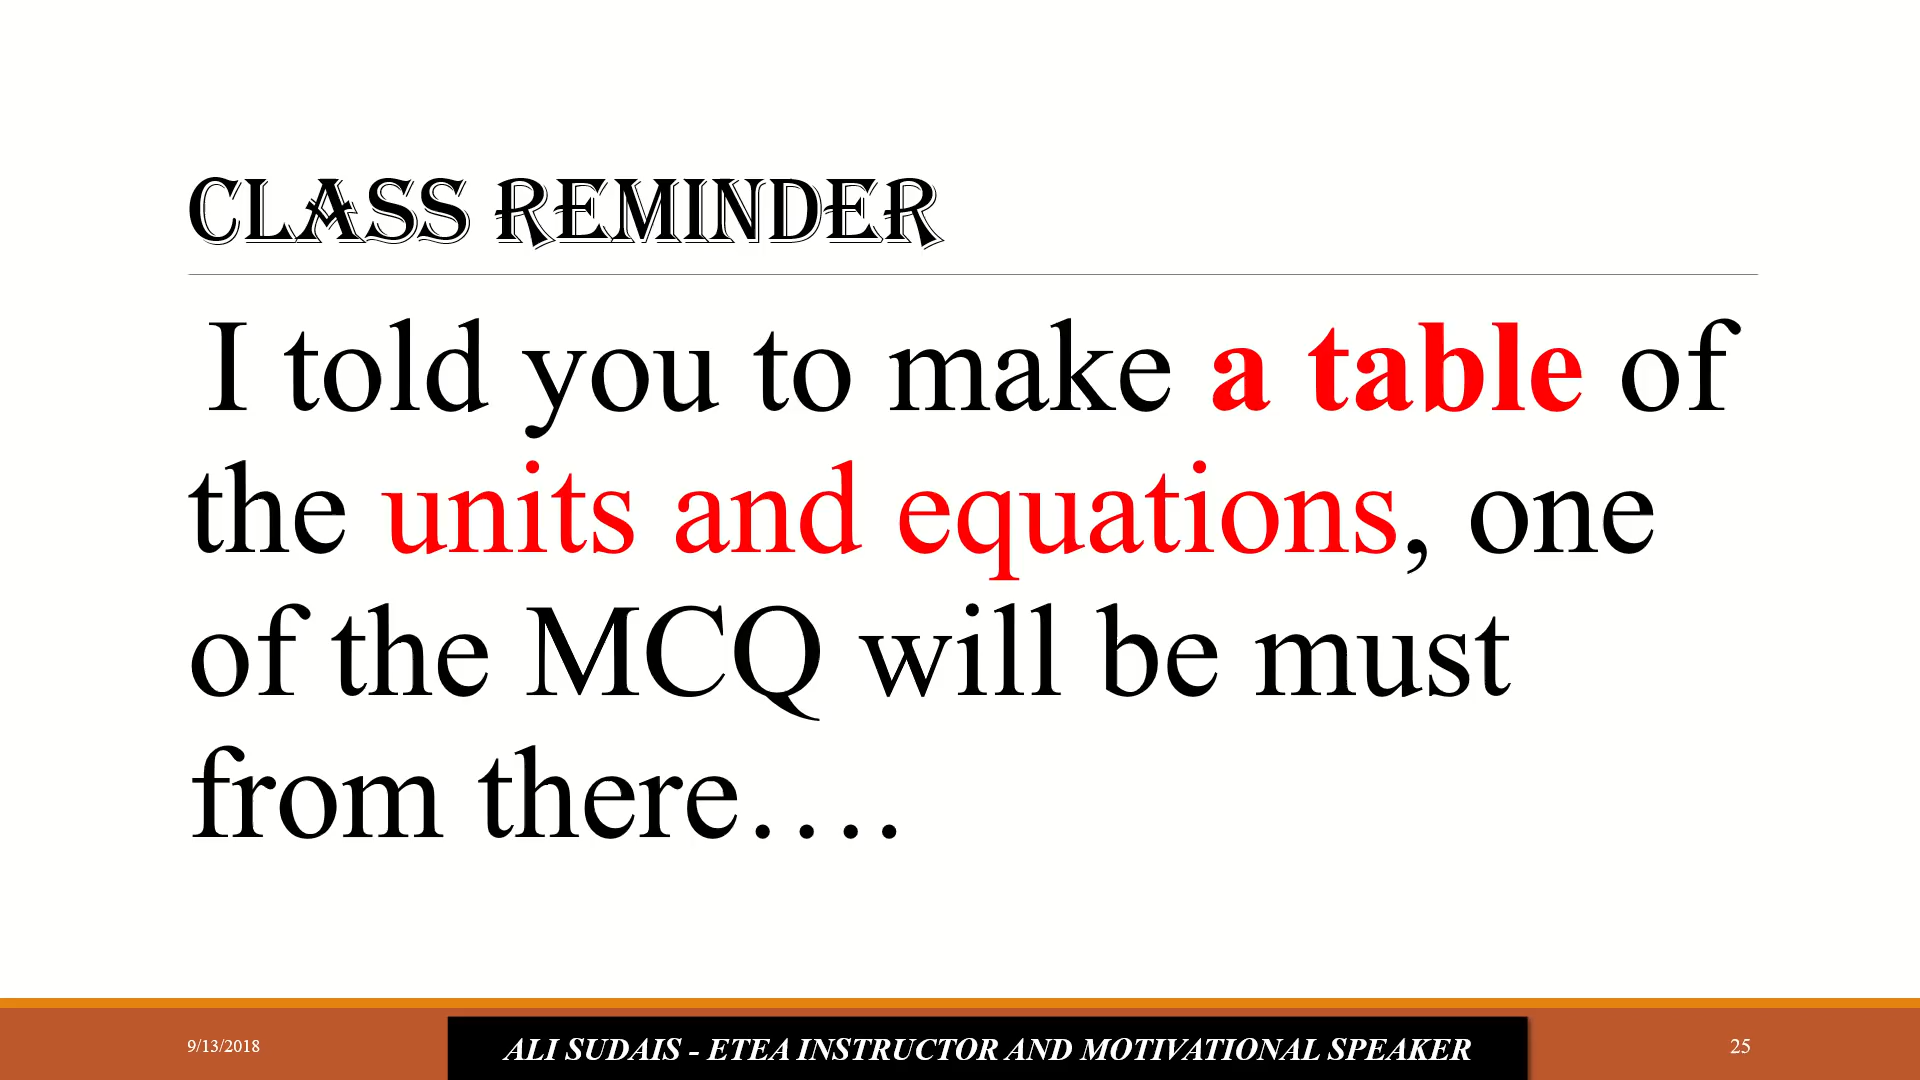 CLASS REMINDER
I told you to make a table of
the units and equations, one
of the MCQ will be must
from there….
9/13/2018
ALI SUDAIS - ETEA INSTRUCTOR AND MOTIVATIONAL SPEAKER
25